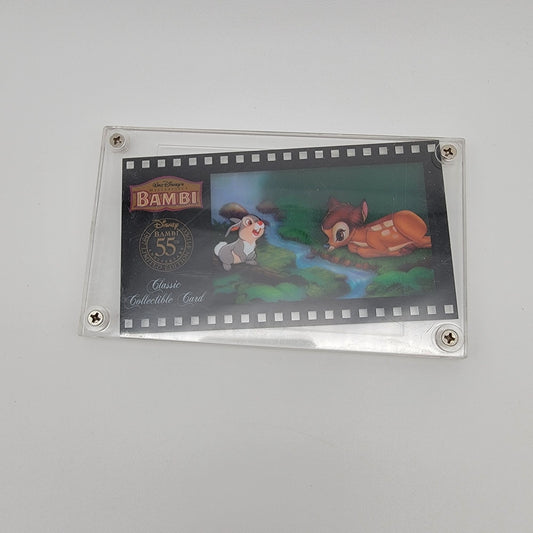 Walt Disney's
BAMBI
Disney
BAMBI
55
Classic
Collectible Card